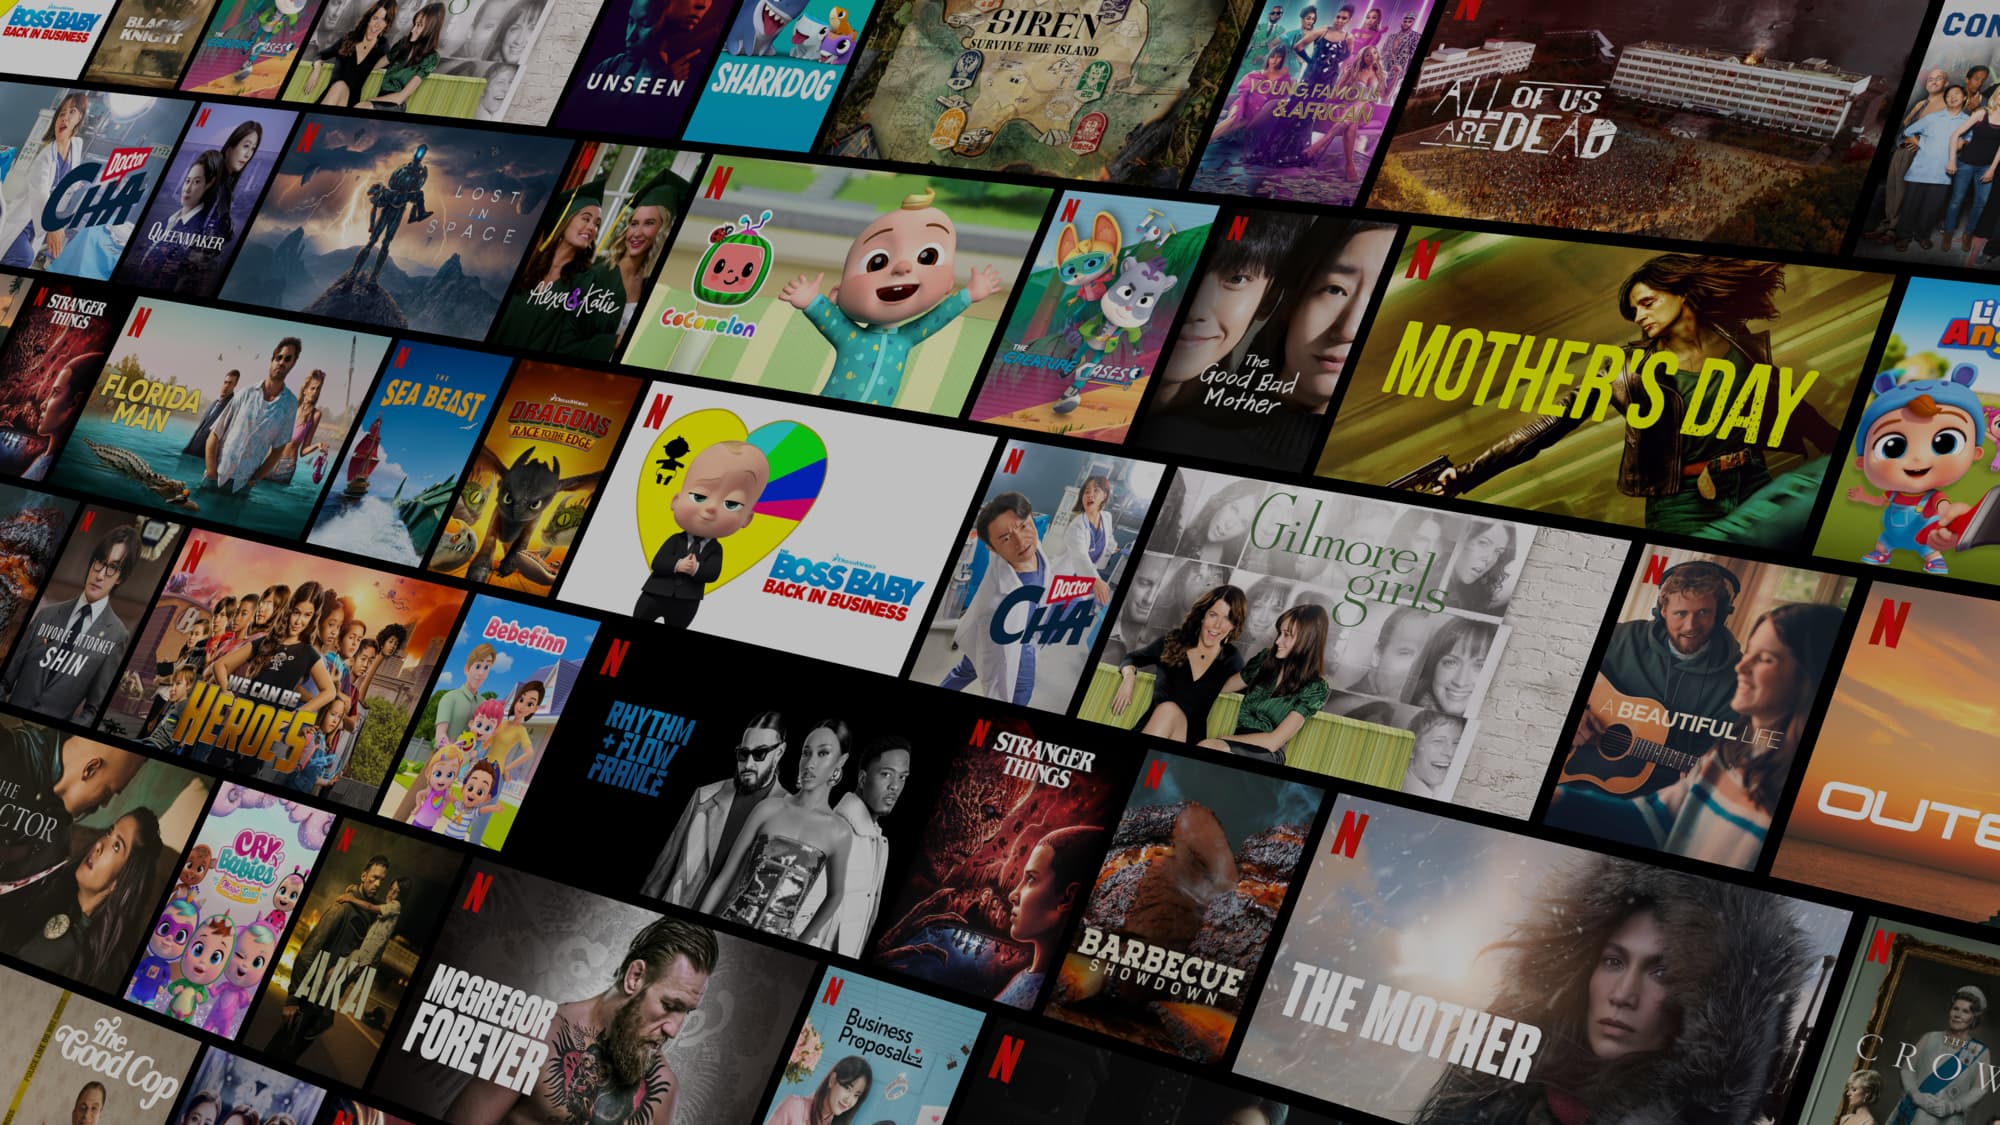 BOSS BABY
BACK IN BUSINESS
BLACK
KNIGHT
UNSEEN
SHARKDOG
SIREN
SURVIVE THE ISLAND
YOUNG, FAMOUS
& AFRICAN
ALL OF US
ARE DEAD
CON
Doctor
CHA
QUEENMAKER
LOST
IN
SPACE
Alexa & Katie
CoComelon
THE
CREATURE CASES
The
Good Bad
Mother
MOTHER'S DAY
STRANGER
THINGS
FLORIDA
MAN
THE
SEA BEAST
DREAMWORKS
DRAGONS
RACE TO THE EDGE
DREAMWORKS
THE
BOSS BABY
BACK IN BUSINESS
Doctor
CHA
Gilmore
girls
A BEAUTIFUL LIFE
OUTE
DIVORCE ATTORNEY
SHIN
WE CAN BE
HEROES
Bebefinn
RHYTHM
+ FLOW
FRANCE
STRANGER
THINGS
BARBECUE
SHOWDOWN
THE MOTHER
THE
CROW
HE
CTOR
CRY
Babies
AKA
MCGREGOR
FOREVER
Business
Proposal
The
Good Cop